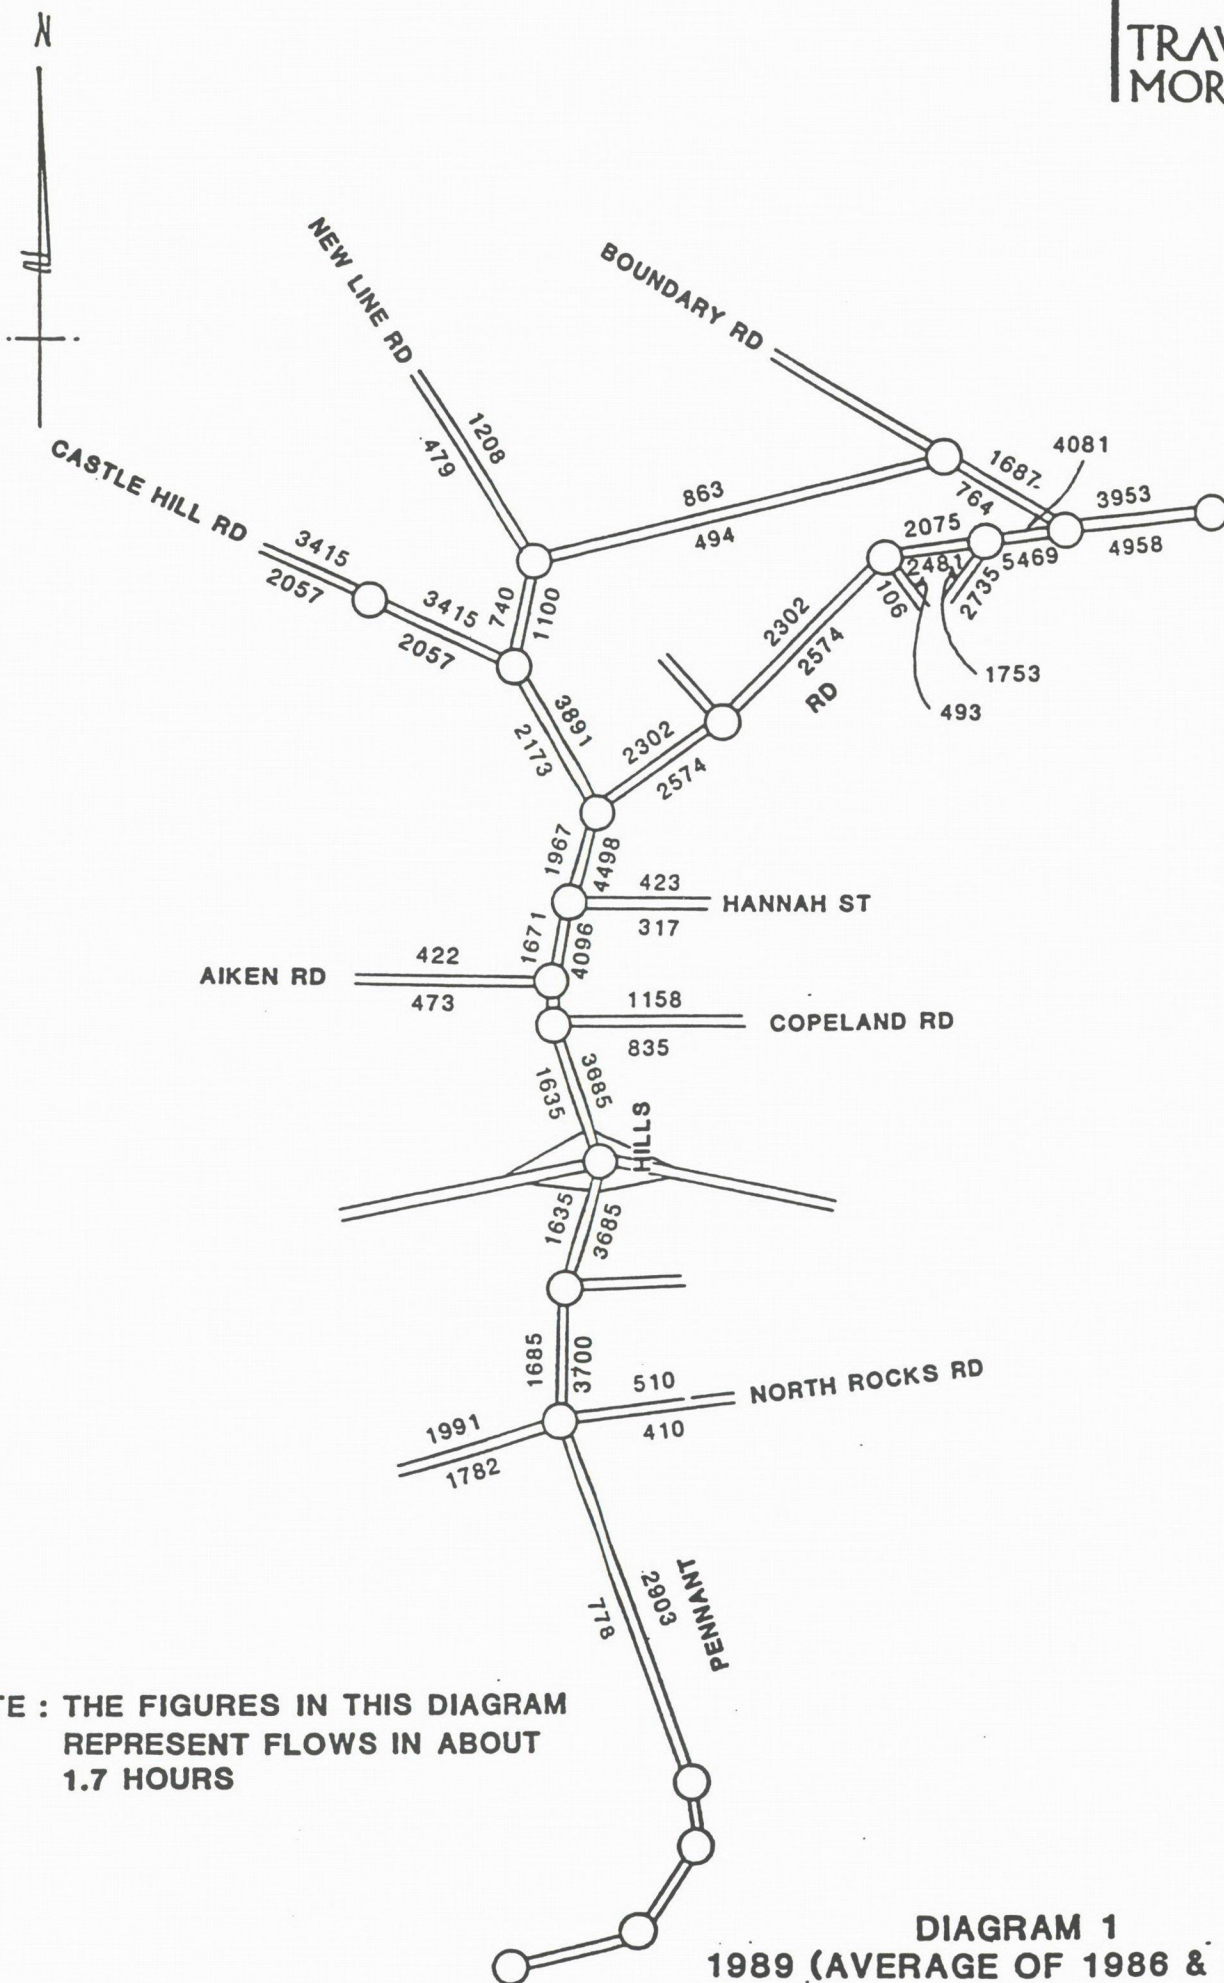 N
TRAV
MOR
NEW LINE RD
BOUNDARY RD
CASTLE HILL RD
1208
479
4081
1687
764
3953
4958
863
494
2075
2481
5469
106
2735
1753
493
3415
2057
3415
2057
740
1100
2302
2574
RD
3891
2173
2302
2574
1967
4498
423
HANNAH ST
317
1671
4096
422
AIKEN RD
473
1158
COPELAND RD
835
1635
3685
HILLS
1635
3685
1685
3700
510
NORTH ROCKS RD
410
1991
1782
PENNANT
3062
778
TE : THE FIGURES IN THIS DIAGRAM
REPRESENT FLOWS IN ABOUT
1.7 HOURS
DIAGRAM 1
1989 (AVERAGE OF 1986 &